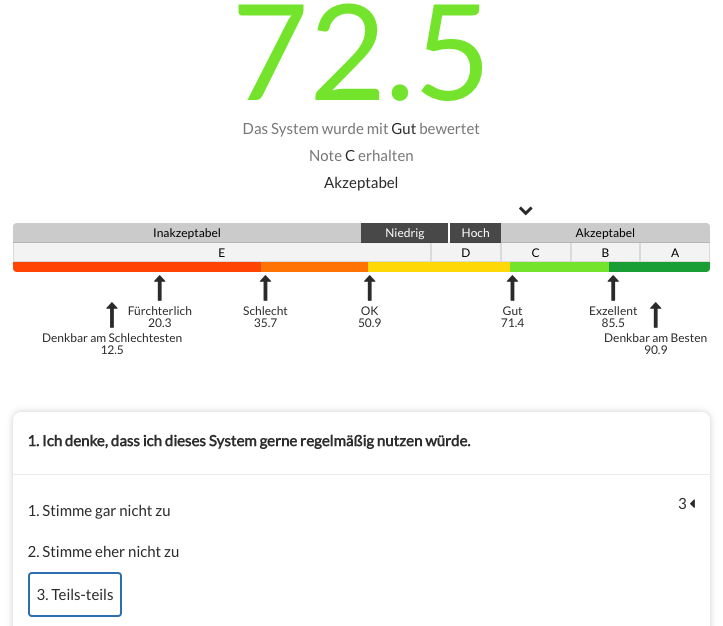 72.5
Das System wurde mit Gut bewertet
Note C erhalten
Akzeptabel
Inakzeptabel Niedrig Hoch Akzeptabel
E D C B A
Fürchterlich Schlecht OK Gut Exzellent
20.3 35.7 50.9 71.4 85.5
Denkbar am Schlechtesten Denkbar am Besten
12.5 90.9
1. Ich denke, dass ich dieses System gerne regelmäßig nutzen würde.
3
1. Stimme gar nicht zu
2. Stimme eher nicht zu
3. Teils-teils